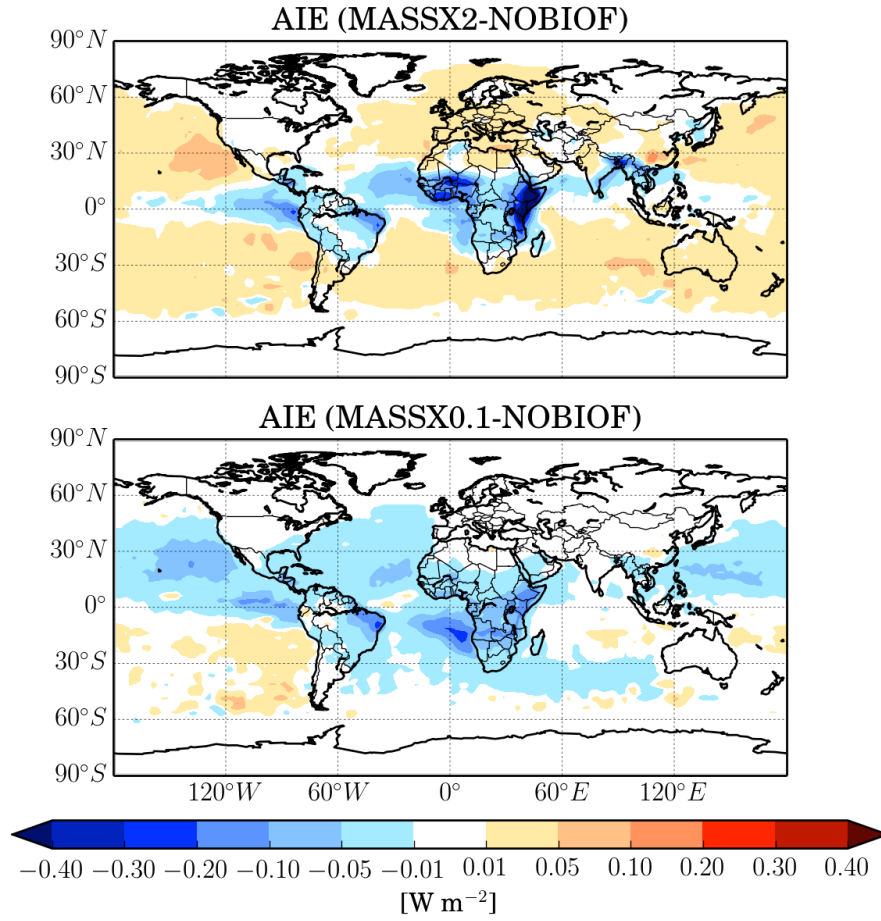 AIE (MASSX2-NOBIOF)
90°N
60°N
30°N
0°
30°S
60°S
90°S
AIE (MASSX0.1-NOBIOF)
90°N
60°N
30°N
0°
30°S
60°S
90°S
120°W 60°W 0° 60°E 120°E
−0.40 −0.30 −0.20 −0.10 −0.05 −0.01 0.01 0.05 0.10 0.20 0.30 0.40
[W m⁻²]